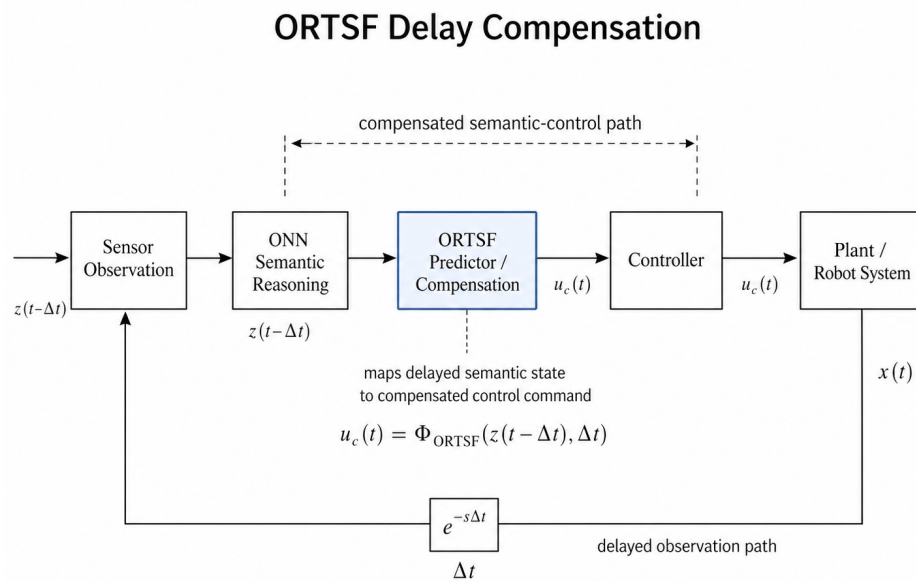 ORTSF Delay Compensation
compensated semantic-control path
Sensor
Observation
ONN
Semantic
Reasoning
ORTSF
Predictor /
Compensation
Controller
Plant /
Robot System
z(t−Δt)
z(t−Δt)
u_c(t)
u_c(t)
x(t)
maps delayed semantic state
to compensated control command
u_c(t) = Φ_ORTSF(z(t−Δt), Δt)
e^{−sΔt}
delayed observation path
Δt